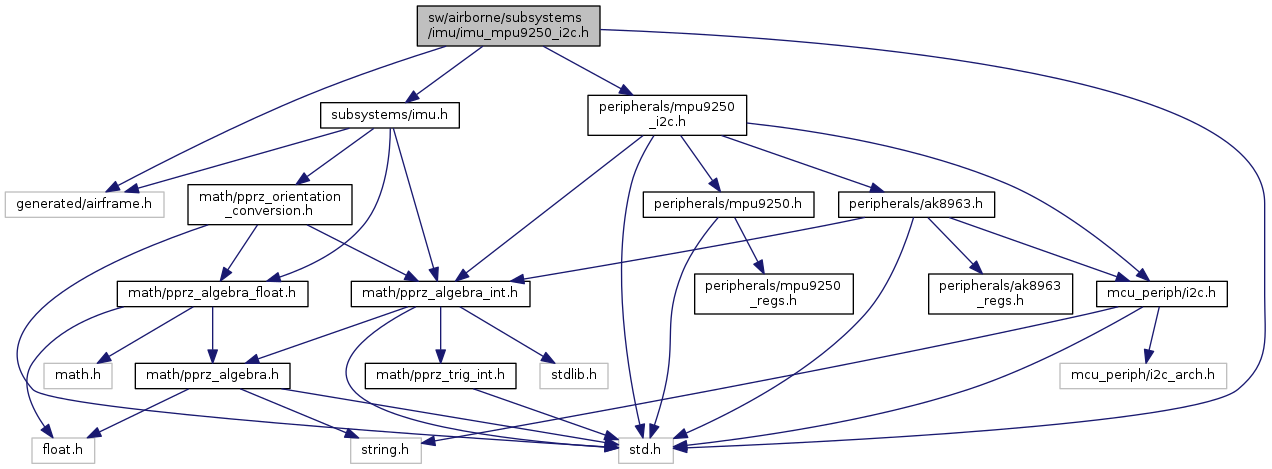 sw/airborne/subsystems
/imu/imu_mpu9250_i2c.h
subsystems/imu.h
peripherals/mpu9250
_i2c.h
generated/airframe.h
math/pprz_orientation
_conversion.h
peripherals/mpu9250.h
peripherals/ak8963.h
math/pprz_algebra_float.h
math/pprz_algebra_int.h
peripherals/mpu9250
_regs.h
peripherals/ak8963
_regs.h
mcu_periph/i2c.h
math.h
math/pprz_algebra.h
math/pprz_trig_int.h
stdlib.h
mcu_periph/i2c_arch.h
float.h
string.h
std.h